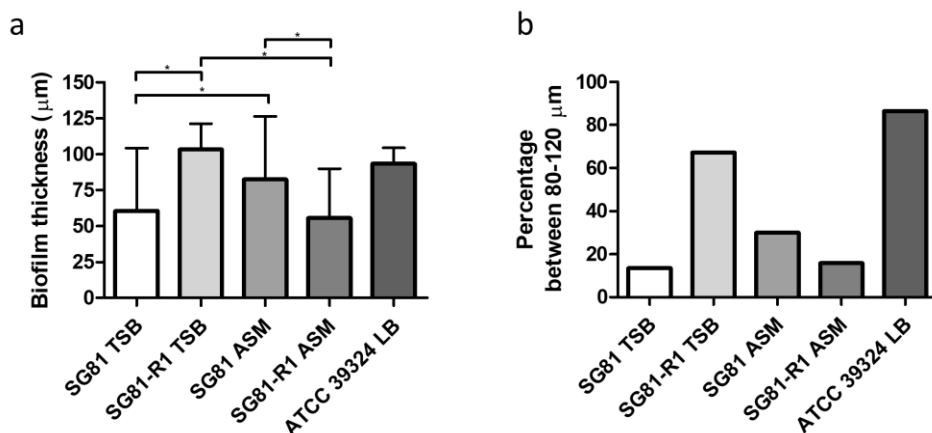 a
*
*
*
*
Biofilm thickness (μm)
150
125
100
75
50
25
0
SG81 TSB
SG81-R1 TSB
SG81 ASM
SG81-R1 ASM
ATCC 39324 LB
b
Percentage
between 80-120 μm
100
80
60
40
20
0
SG81 TSB
SG81-R1 TSB
SG81 ASM
SG81-R1 ASM
ATCC 39324 LB